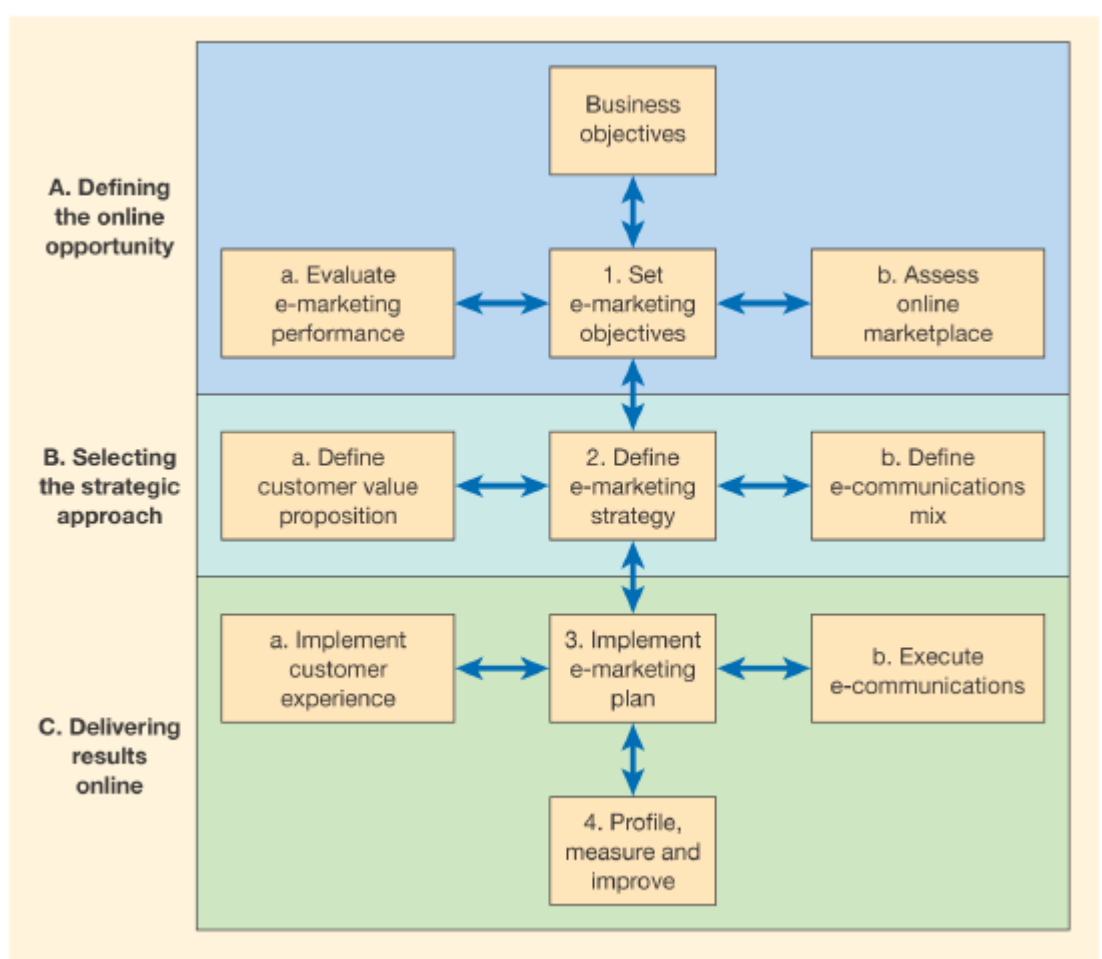 Business
objectives
A. Defining
the online
opportunity
a. Evaluate
e-marketing
performance
1. Set
e-marketing
objectives
b. Assess
online
marketplace
B. Selecting
the strategic
approach
a. Define
customer value
proposition
2. Define
e-marketing
strategy
b. Define
e-communications
mix
a. Implement
customer
experience
3. Implement
e-marketing
plan
b. Execute
e-communications
C. Delivering
results
online
4. Profile,
measure and
improve